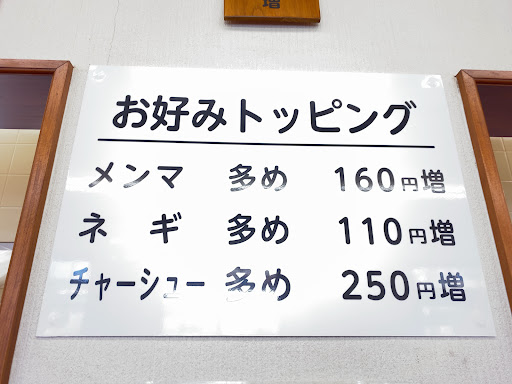 増
お好みトッピング
メンマ 多め 160円増
ネギ 多め 110円増
チャーシュー 多め 250円増